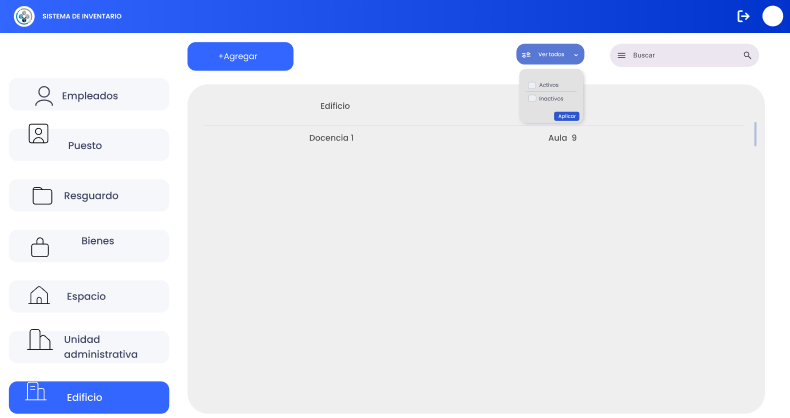 SISTEMA DE INVENTARIO
+Agregar
Ver todos
Buscar
Activos
Inactivos
Aplicar
Empleados
Puesto
Resguardo
Bienes
Espacio
Unidad
administrativa
Edificio
Edificio
Docencia 1
Aula 9